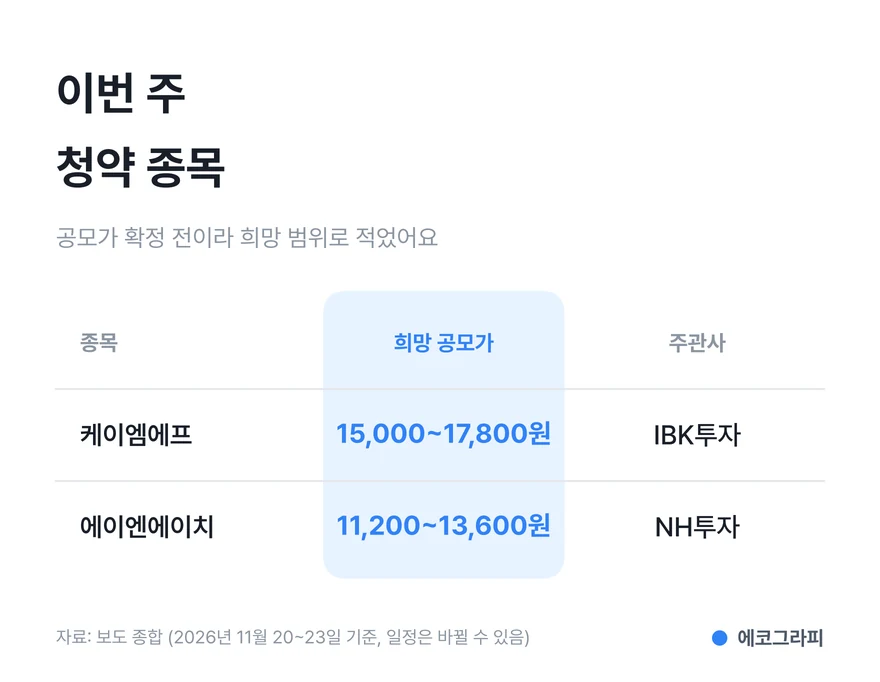 이번 주
청약 종목
공모가 확정 전이라 희망 범위로 적었어요
종목 희망 공모가 주관사
케이엠에프 15,000~17,800원 IBK투자
에이엔에이치 11,200~13,600원 NH투자
자료: 보도 종합 (2026년 11월 20~23일 기준, 일정은 바뀔 수 있음) 에코그라피